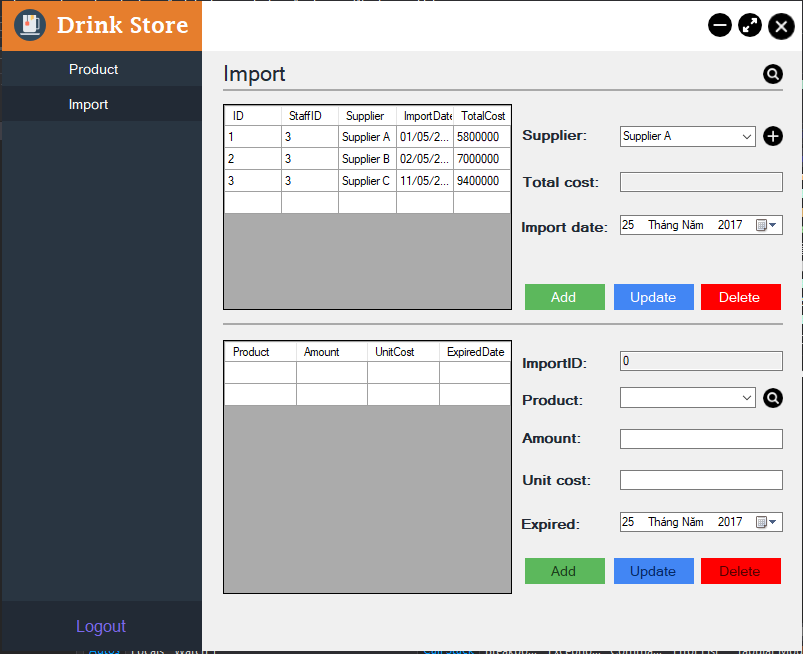 Drink Store
Product
Import
Logout
Import
ID StaffID Supplier ImportDate TotalCost
1 3 Supplier A 01/05/2... 5800000
2 3 Supplier B 02/05/2... 7000000
3 3 Supplier C 11/05/2... 9400000
Supplier: Supplier A
Total cost:
Import date: 25 Tháng Năm 2017
Add Update Delete
Product Amount UnitCost ExpiredDate
ImportID: 0
Product:
Amount:
Unit cost:
Expired: 25 Tháng Năm 2017
Add Update Delete